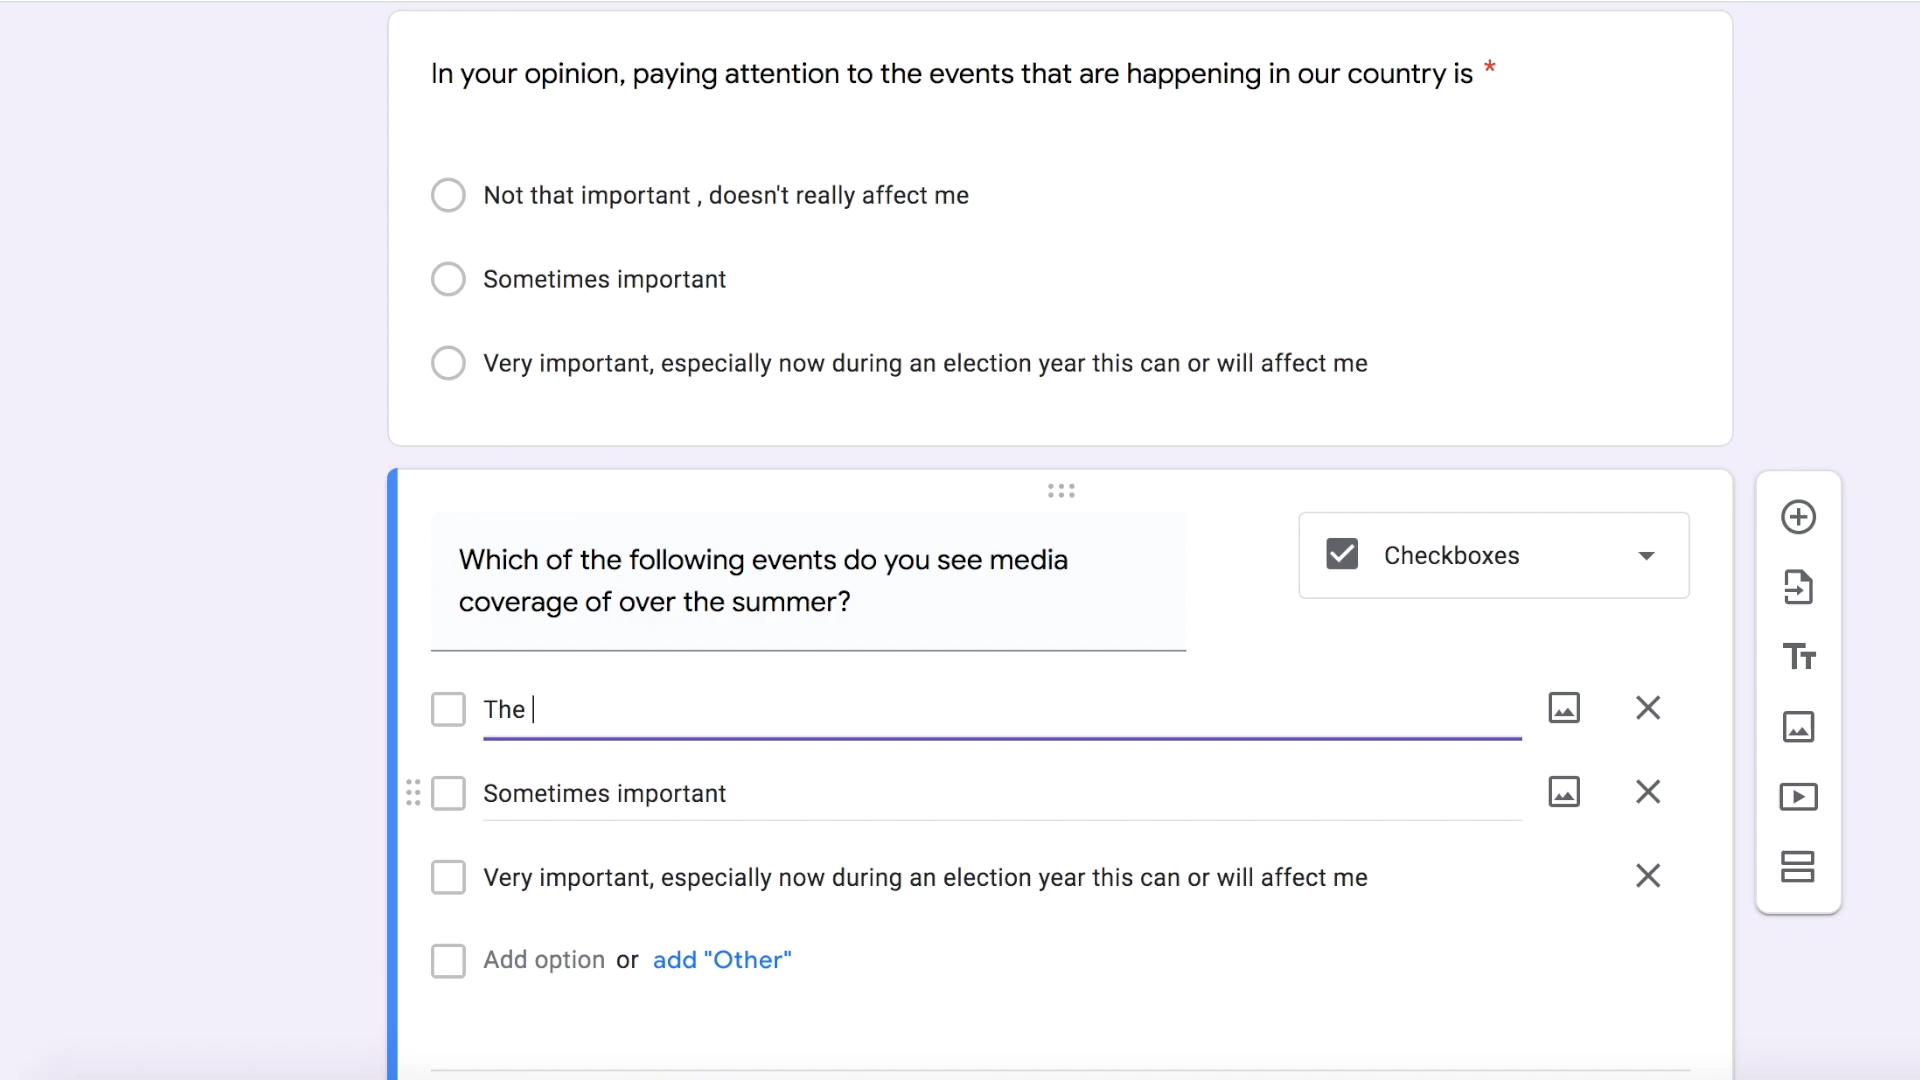 In your opinion, paying attention to the events that are happening in our country is *
Not that important , doesn't really affect me
Sometimes important
Very important, especially now during an election year this can or will affect me
Which of the following events do you see media
coverage of over the summer?
Checkboxes
The
Sometimes important
Very important, especially now during an election year this can or will affect me
Add option or add "Other"